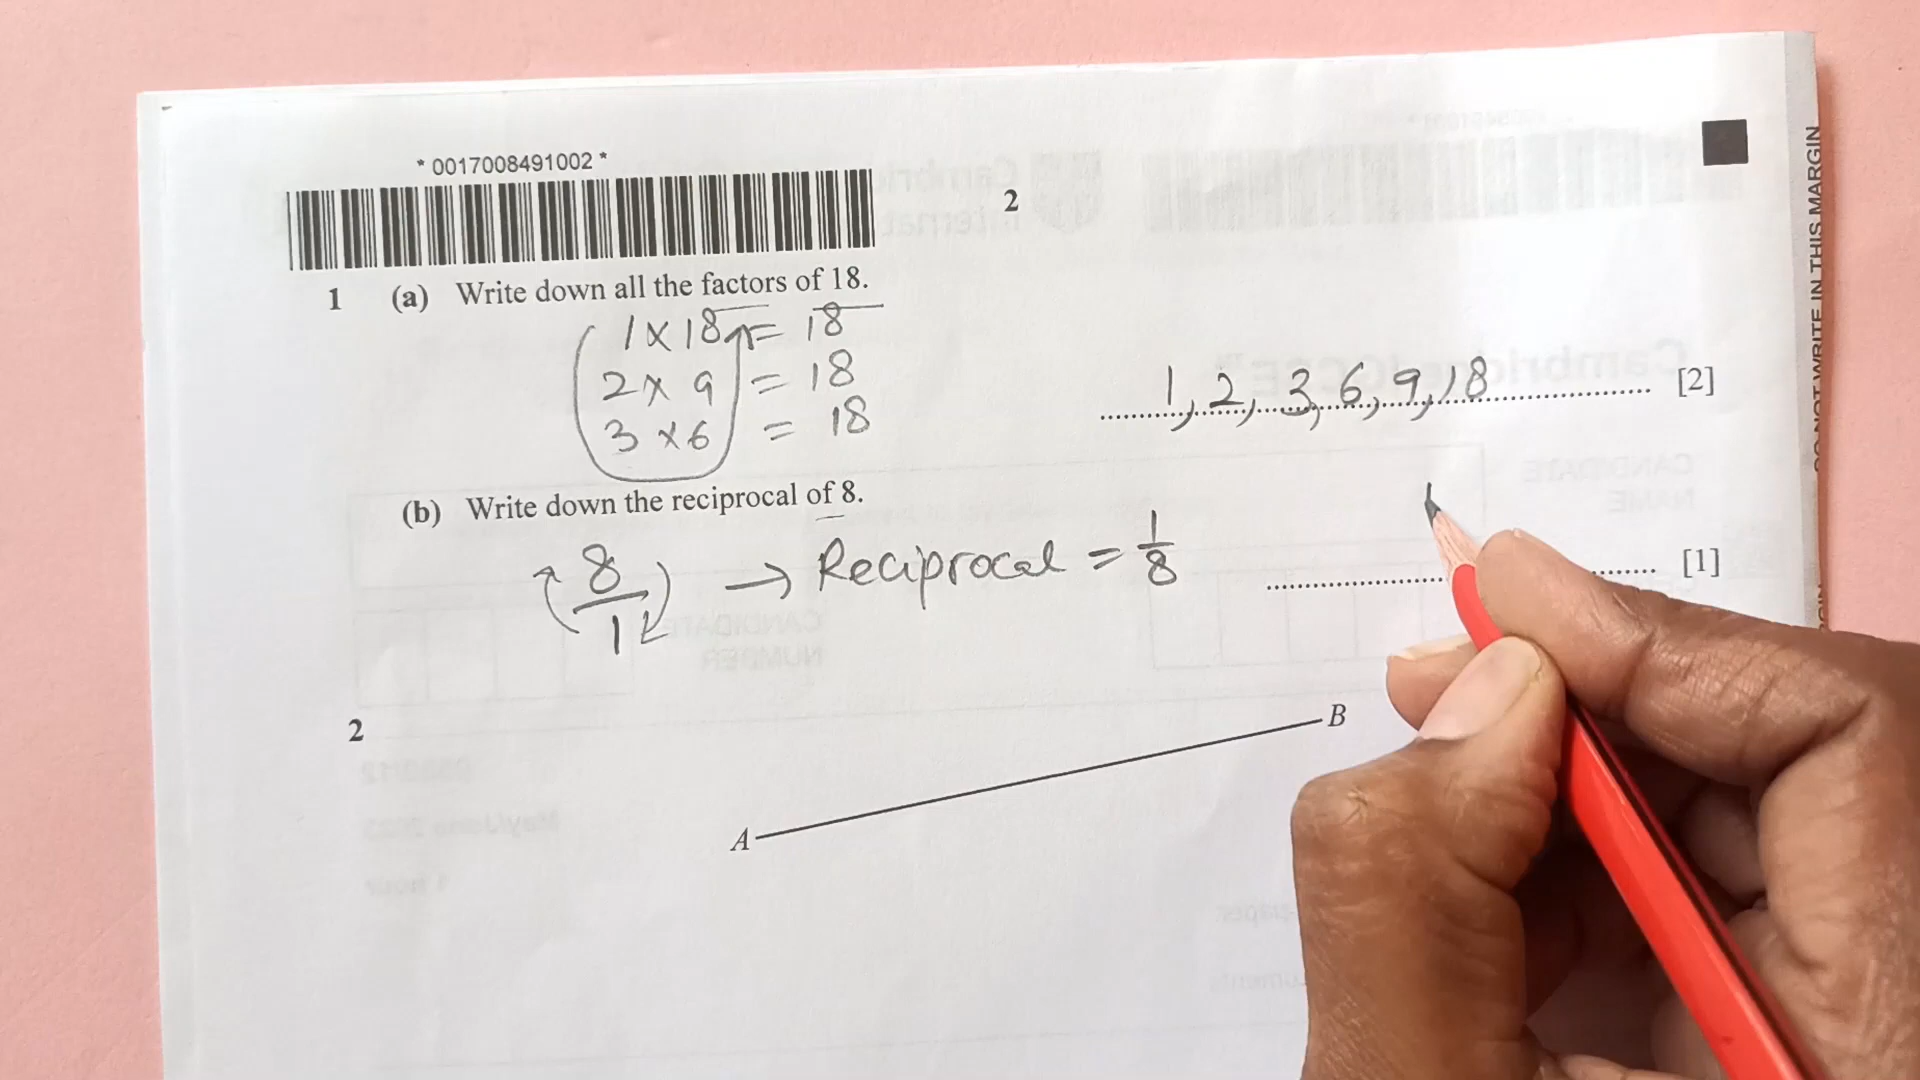 * 0017008491002 *
2
DO NOT WRITE IN THIS MARGIN
1 (a) Write down all the factors of 18.
1 × 18 = 18
2 × 9 = 18
3 × 6 = 18
1, 2, 3, 6, 9, 18 [2]
(b) Write down the reciprocal of 8.
8/1 → Reciprocal = 1/8
1
[1]
2
B
A